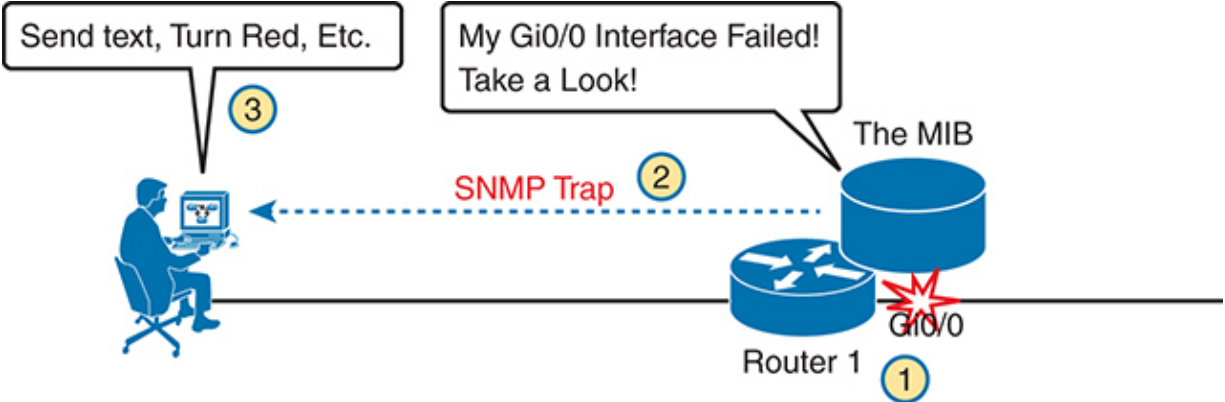 Send text, Turn Red, Etc.
My Gi0/0 Interface Failed!
Take a Look!
3
The MIB
SNMP Trap
2
Gi0/0
Router 1
1